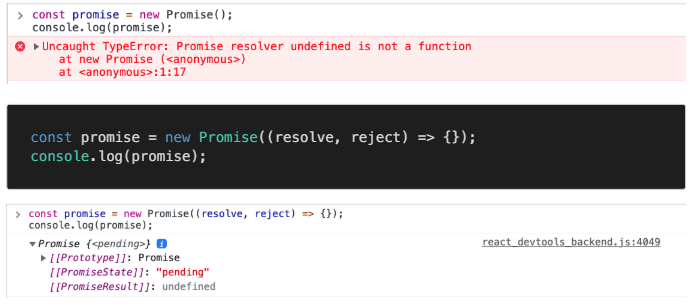 > const promise = new Promise();
console.log(promise);
Uncaught TypeError: Promise resolver undefined is not a function
at new Promise (<anonymous>)
at <anonymous>:1:17
const promise = new Promise((resolve, reject) => {});
console.log(promise);
> const promise = new Promise((resolve, reject) => {});
console.log(promise);
Promise {<pending>} i react_devtools_backend.js:4049
[[Prototype]]: Promise
[[PromiseState]]: "pending"
[[PromiseResult]]: undefined